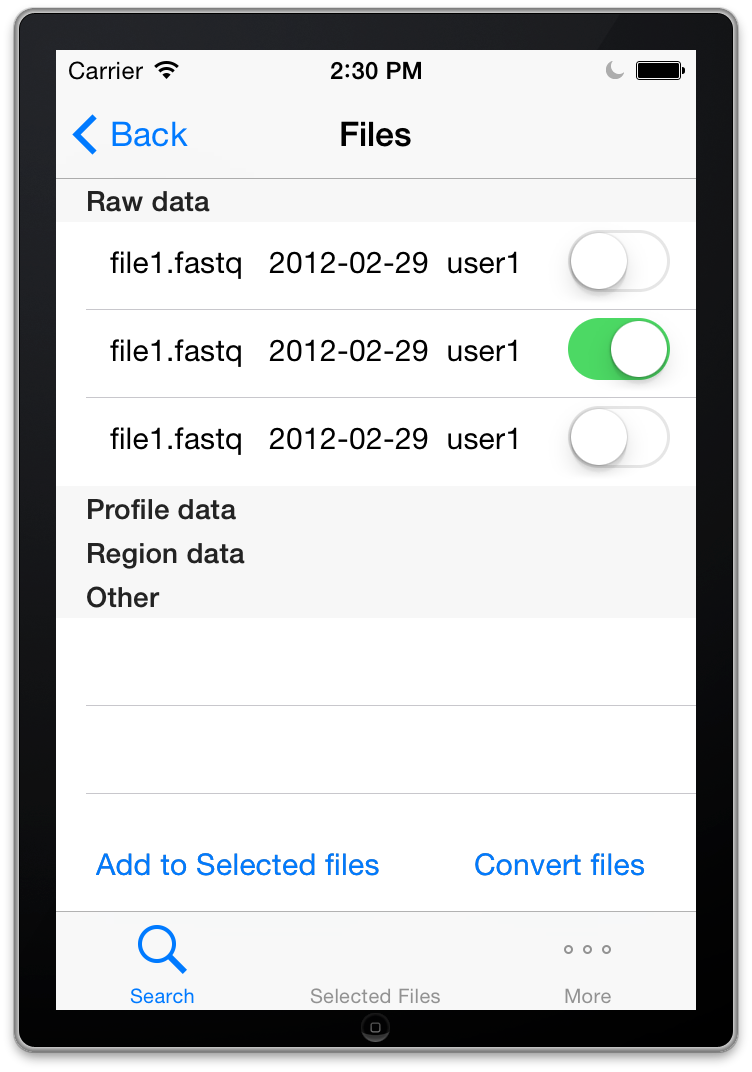 Carrier 2:30 PM
Back Files
Raw data
file1.fastq 2012-02-29 user1
file1.fastq 2012-02-29 user1
file1.fastq 2012-02-29 user1
Profile data
Region data
Other
Add to Selected files Convert files
Search Selected Files More